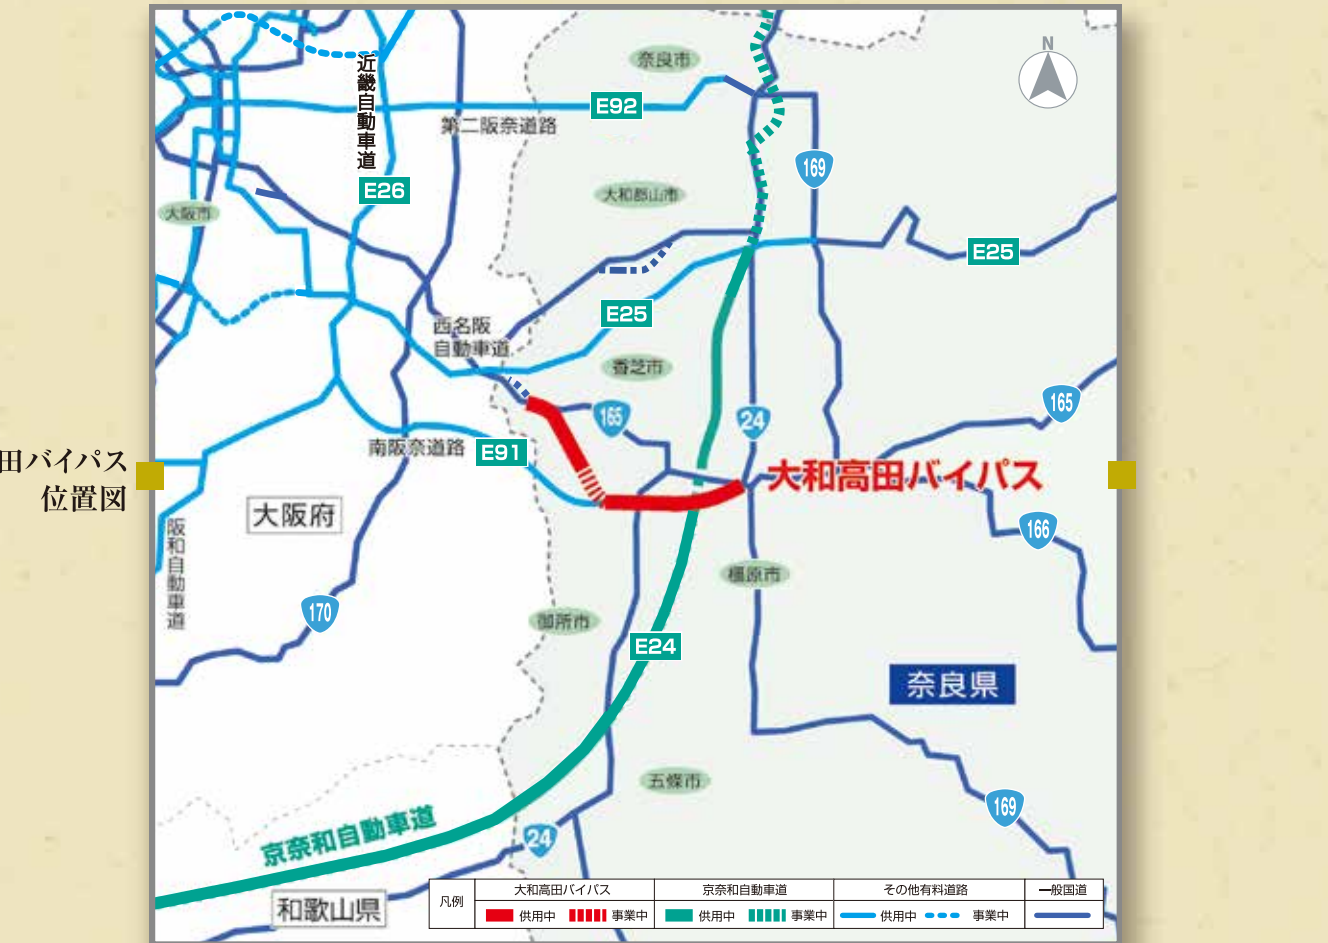 奈良市
N
近畿自動車道
E92
第二阪奈道路
169
E26
大和郡山市
大阪市
E25
E25
西名阪
自動車道
香芝市
165
165
24
南阪奈道路
E91
大和高田バイパス
田バイパス
位置図
大阪府
阪和自動車道
166
橿原市
170
御所市
E24
奈良県
五條市
169
京奈和自動車道
24
和歌山県
凡例
大和高田バイパス
京奈和自動車道
その他有料道路
一般国道
供用中
事業中
供用中
事業中
供用中
事業中